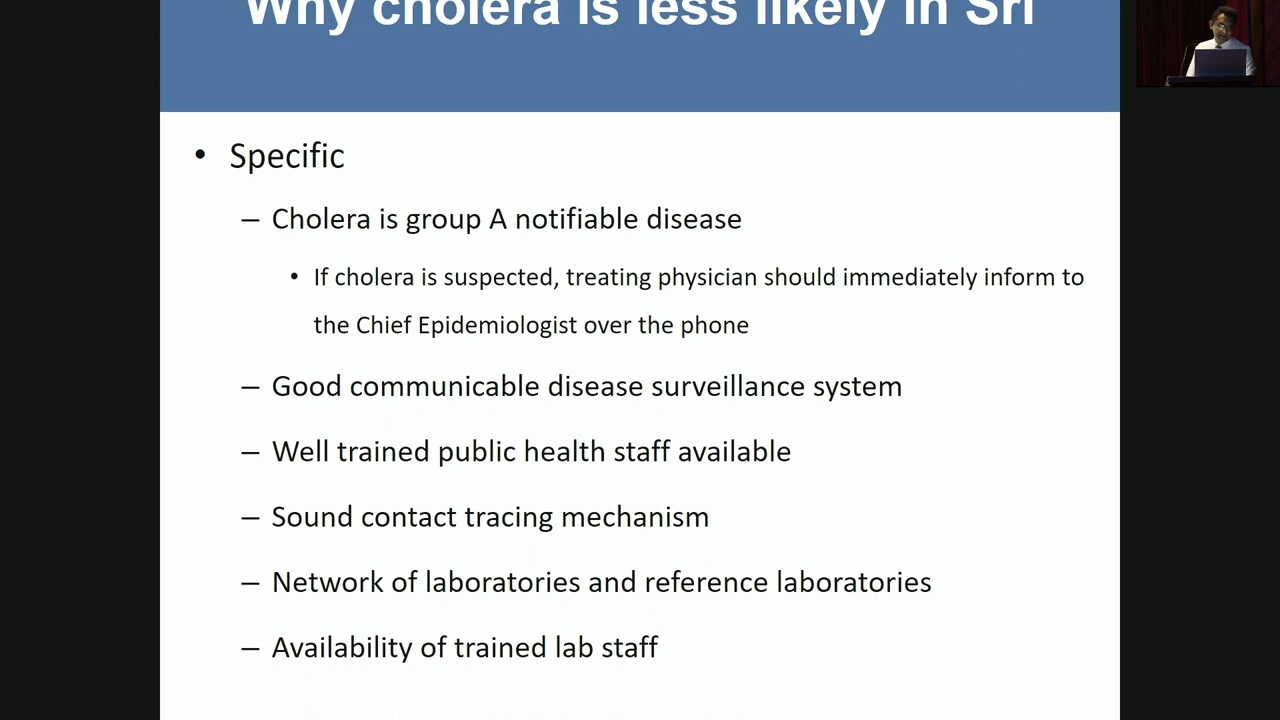 Why cholera is less likely in Sri
• Specific
– Cholera is group A notifiable disease
• If cholera is suspected, treating physician should immediately inform to
the Chief Epidemiologist over the phone
– Good communicable disease surveillance system
– Well trained public health staff available
– Sound contact tracing mechanism
– Network of laboratories and reference laboratories
– Availability of trained lab staff